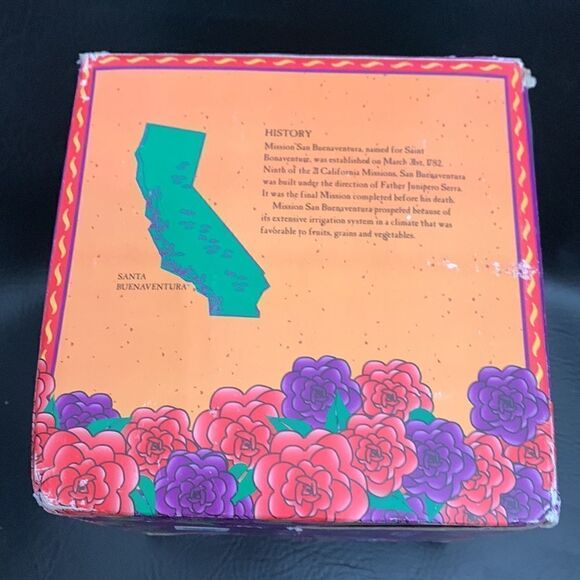 HISTORY
Mission San Buenaventura, named for Saint
Bonaventure, was established on March 31st, 1782.
Ninth of the 21 California Missions, San Buenaventura
was built under the direction of Father Junipero Serra.
It was the final Mission completed before his death.
Mission San Buenaventura prospered because of
its extensive irrigation system in a climate that was
favorable to fruits, grains and vegetables.
SANTA
BUENAVENTURA